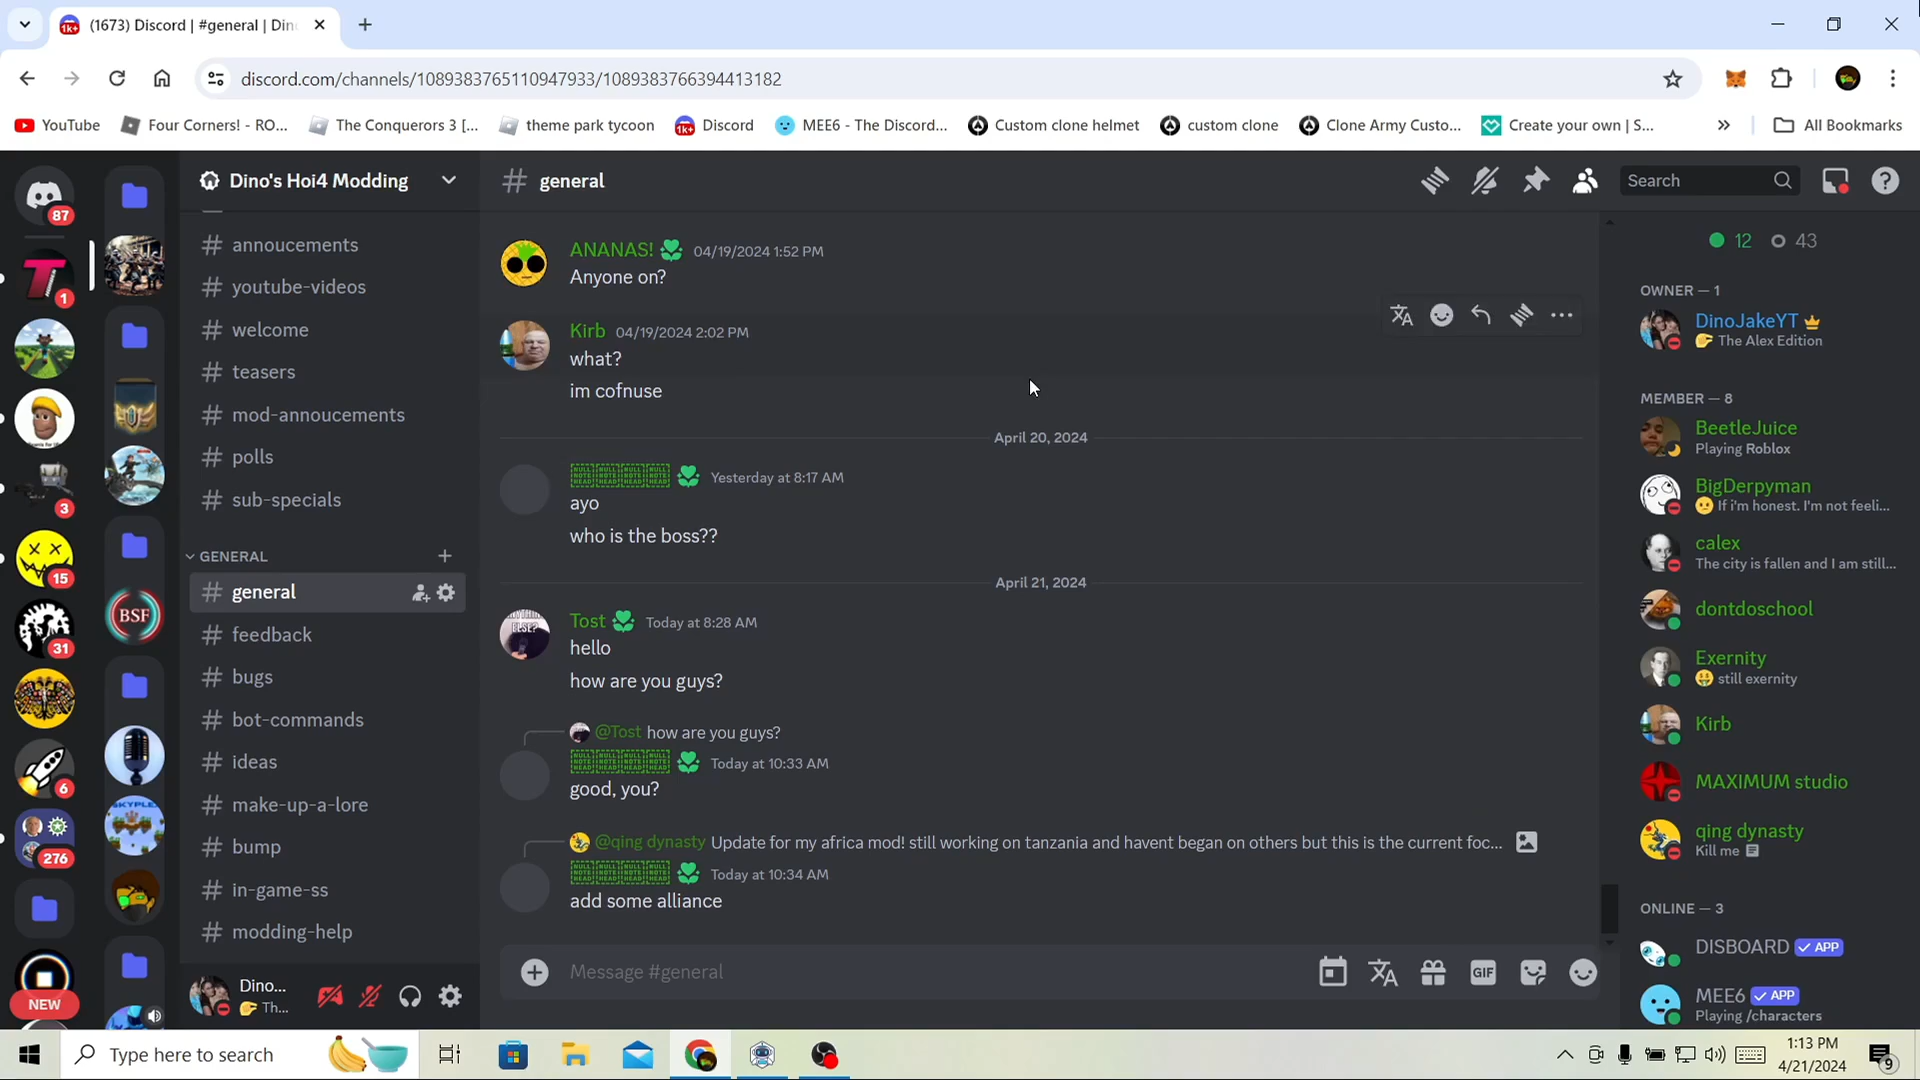 (1673) Discord | #general | Din
discord.com/channels/1089383765110947933/1089383766394413182
YouTube
Four Corners! - RO...
The Conquerors 3 [...
theme park tycoon
Discord
MEE6 - The Discord...
Custom clone helmet
custom clone
Clone Army Custo...
Create your own | S...
All Bookmarks
87
1
3
15
31
6
276
NEW
BSF
SKYPLEX
Dino's Hoi4 Modding
annoucements
youtube-videos
welcome
teasers
mod-annoucements
polls
sub-specials
GENERAL
general
feedback
bugs
bot-commands
ideas
make-up-a-lore
bump
in-game-ss
modding-help
Dino...
Th...
# general
Search
ANANAS! 04/19/2024 1:52 PM
Anyone on?
Kirb 04/19/2024 2:02 PM
what?
im cofnuse
April 20, 2024
Yesterday at 8:17 AM
ayo
who is the boss??
April 21, 2024
Tost Today at 8:28 AM
hello
how are you guys?
@Tost how are you guys?
Today at 10:33 AM
good, you?
@qing dynasty Update for my africa mod! still working on tanzania and havent began on others but this is the current foc...
Today at 10:34 AM
add some alliance
Message #general
GIF
12 43
OWNER — 1
DinoJakeYT
The Alex Edition
MEMBER — 8
BeetleJuice
Playing Roblox
BigDerpyman
If i'm honest. I'm not feeli...
calex
The city is fallen and I am still...
dontdoschool
Exernity
still exernity
Kirb
MAXIMUM studio
qing dynasty
Kill me
ONLINE — 3
DISBOARD APP
MEE6 APP
Playing /characters
Type here to search
1:13 PM
4/21/2024
9